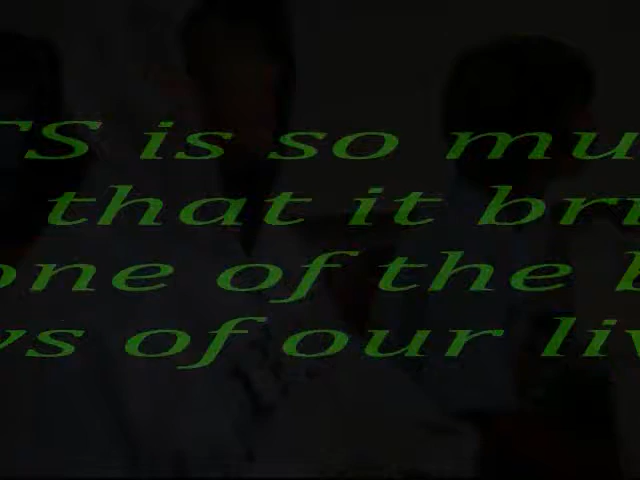 TS is so mu
that it bri
one of the b
ys of our liv